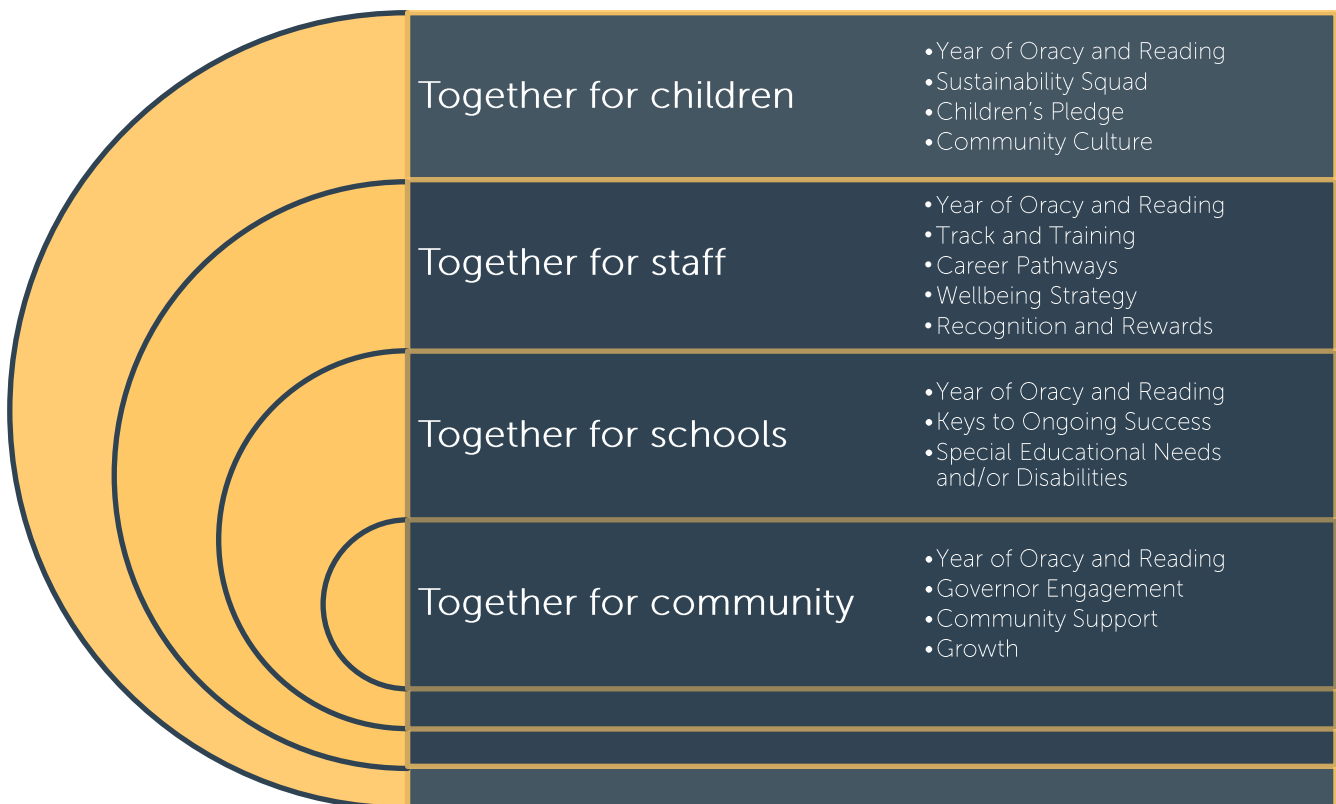 Together for children
•Year of Oracy and Reading
•Sustainability Squad
•Children’s Pledge
•Community Culture
Together for staff
•Year of Oracy and Reading
•Track and Training
•Career Pathways
•Wellbeing Strategy
•Recognition and Rewards
Together for schools
•Year of Oracy and Reading
•Keys to Ongoing Success
•Special Educational Needs
and/or Disabilities
Together for community
•Year of Oracy and Reading
•Governor Engagement
•Community Support
•Growth